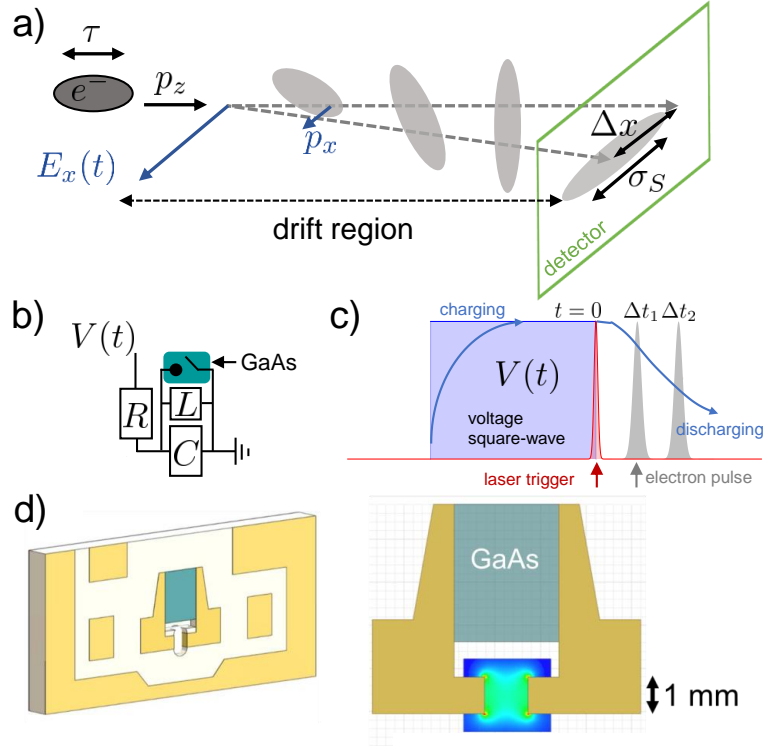 a)
τ
e⁻
p_z
E_x(t)
p_x
Δx
σ_S
drift region
detector
b)
V(t)
GaAs
R
L
C
c)
charging
t = 0
Δt₁ Δt₂
V(t)
voltage
square-wave
discharging
laser trigger
electron pulse
d)
GaAs
1 mm